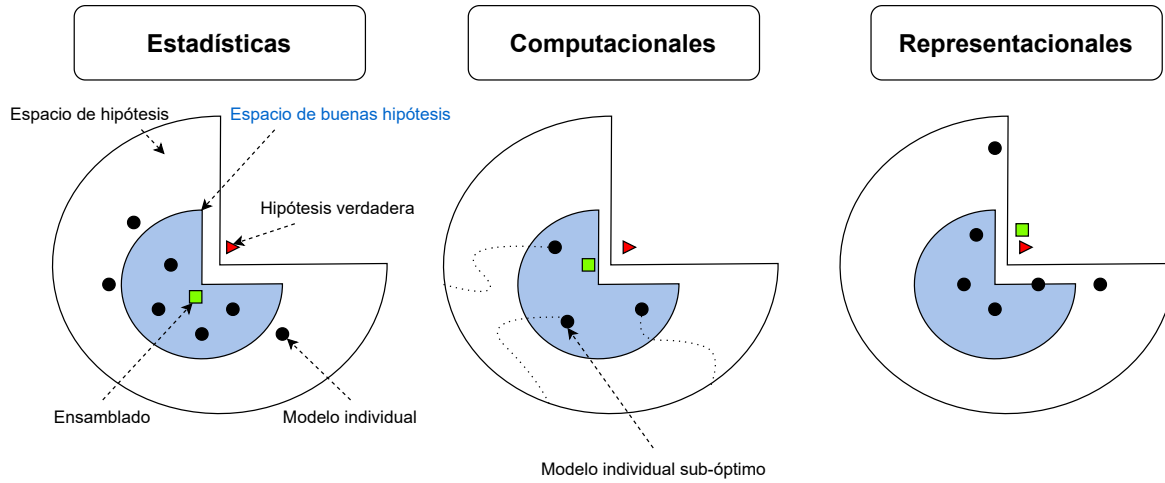 Estadísticas
Computacionales
Representacionales
Espacio de hipótesis
Espacio de buenas hipótesis
Hipótesis verdadera
Ensamblado
Modelo individual
Modelo individual sub-óptimo